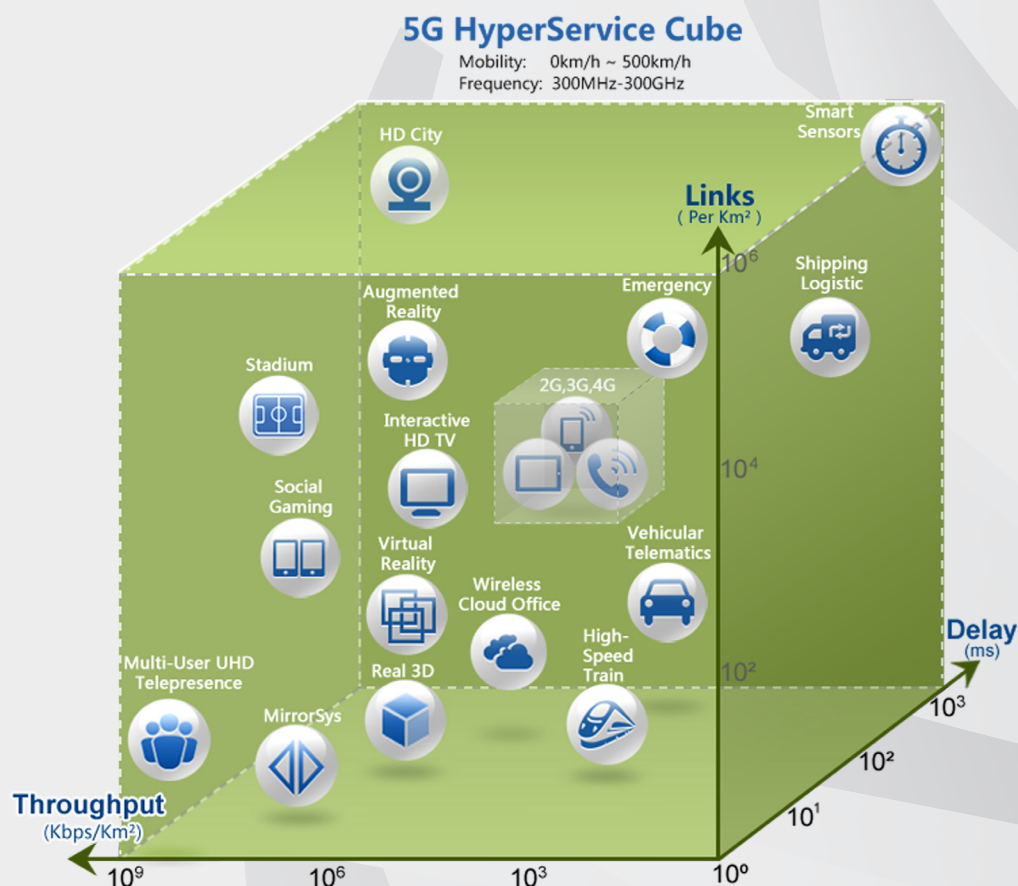 5G HyperService Cube
Mobility: 0km/h ~ 500km/h
Frequency: 300MHz-300GHz
Smart
Sensors
HD City
Links
( Per Km² )
10⁶
Shipping
Logistic
Emergency
Augmented
Reality
Stadium
2G,3G,4G
Interactive
HD TV
10⁴
Social
Gaming
Vehicular
Telematics
Virtual
Reality
Wireless
Cloud Office
High-
Speed
Train
Delay
(ms)
Multi-User UHD
Telepresence
Real 3D
10²
MirrorSys
10³
10²
10¹
Throughput
(Kbps/Km²)
10⁹
10⁶
10³
10⁰